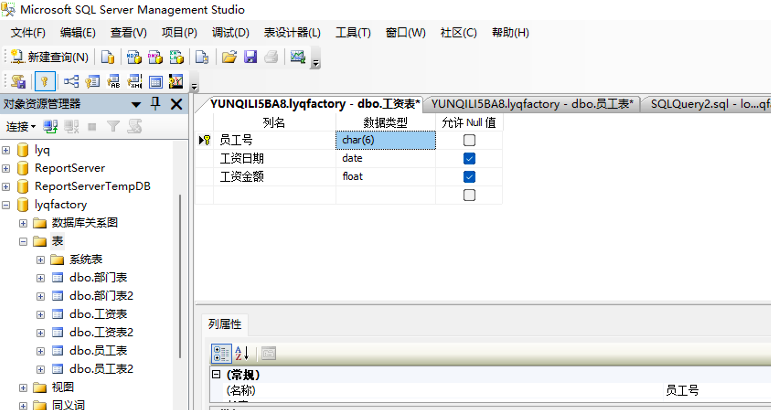 Microsoft SQL Server Management Studio
文件(F) 编辑(E) 查看(V) 项目(P) 调试(D) 表设计器(L) 工具(T) 窗口(W) 社区(C) 帮助(H)
新建查询(N)
对象资源管理器
连接
lyq
ReportServer
ReportServerTempDB
lyqfactory
数据库关系图
表
系统表
dbo.部门表
dbo.部门表2
dbo.工资表
dbo.工资表2
dbo.员工表
dbo.员工表2
视图
同义词
YUNQILI5BA8.lyqfactory - dbo.工资表* YUNQILI5BA8.lyqfactory - dbo.员工表* SQLQuery2.sql - lo...qf
列名 数据类型 允许 Null 值
员工号 char(6)
工资日期 date
工资金额 float
列属性
(常规)
(名称) 员工号